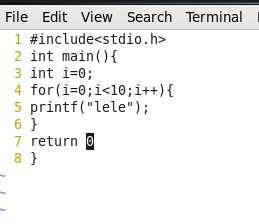 File Edit View Search Terminal H
1 #include<stdio.h>
2 int main(){
3 int i=0;
4 for(i=0;i<10;i++){
5 printf("lele");
6 }
7 return 0
8 }
~
~
~